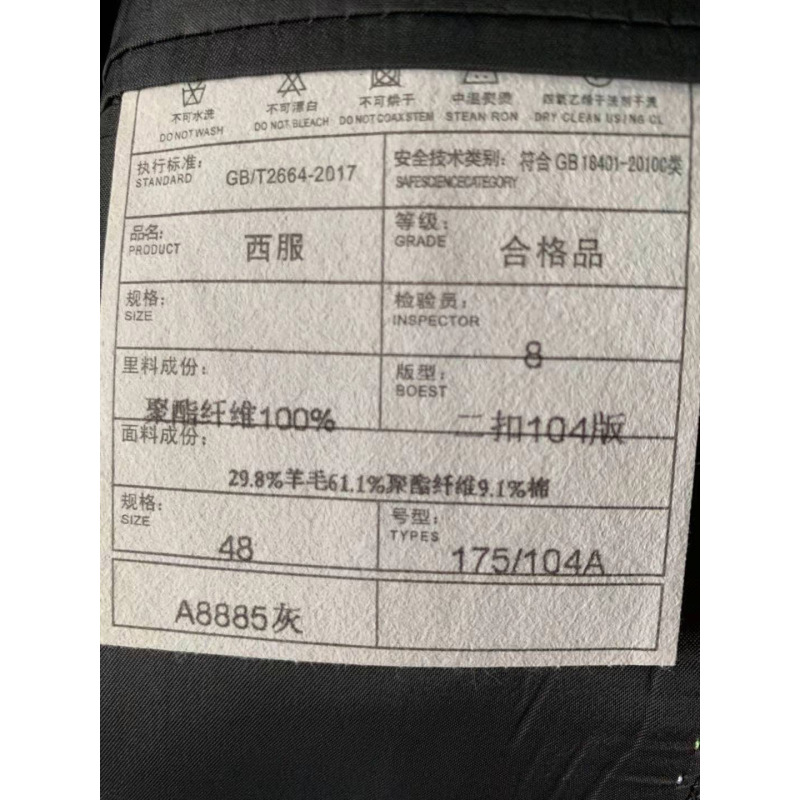 不可水洗 不可漂白 不可烘干 中温熨烫 四氯乙烯干洗剂干洗
DO NOT WASH DO NOT BLEACH DO NOT COAXSTEM STEAN RON DRY CLEAN USING CL
执行标准: GB/T2664-2017 安全技术类别: 符合 GB 18401-2010C类
STANDARD SAFESCIENCECATEGORY
品名: 西服 等级: 合格品
PRODUCT GRADE
规格: 检验员:
SIZE INSPECTOR
8
里料成份: 版型:
BOEST
聚酯纤维100% 二扣104版
面料成份:
29.8%羊毛61.1%聚酯纤维9.1%棉
规格: 号型:
SIZE TYPES
48 175/104A
A8885灰